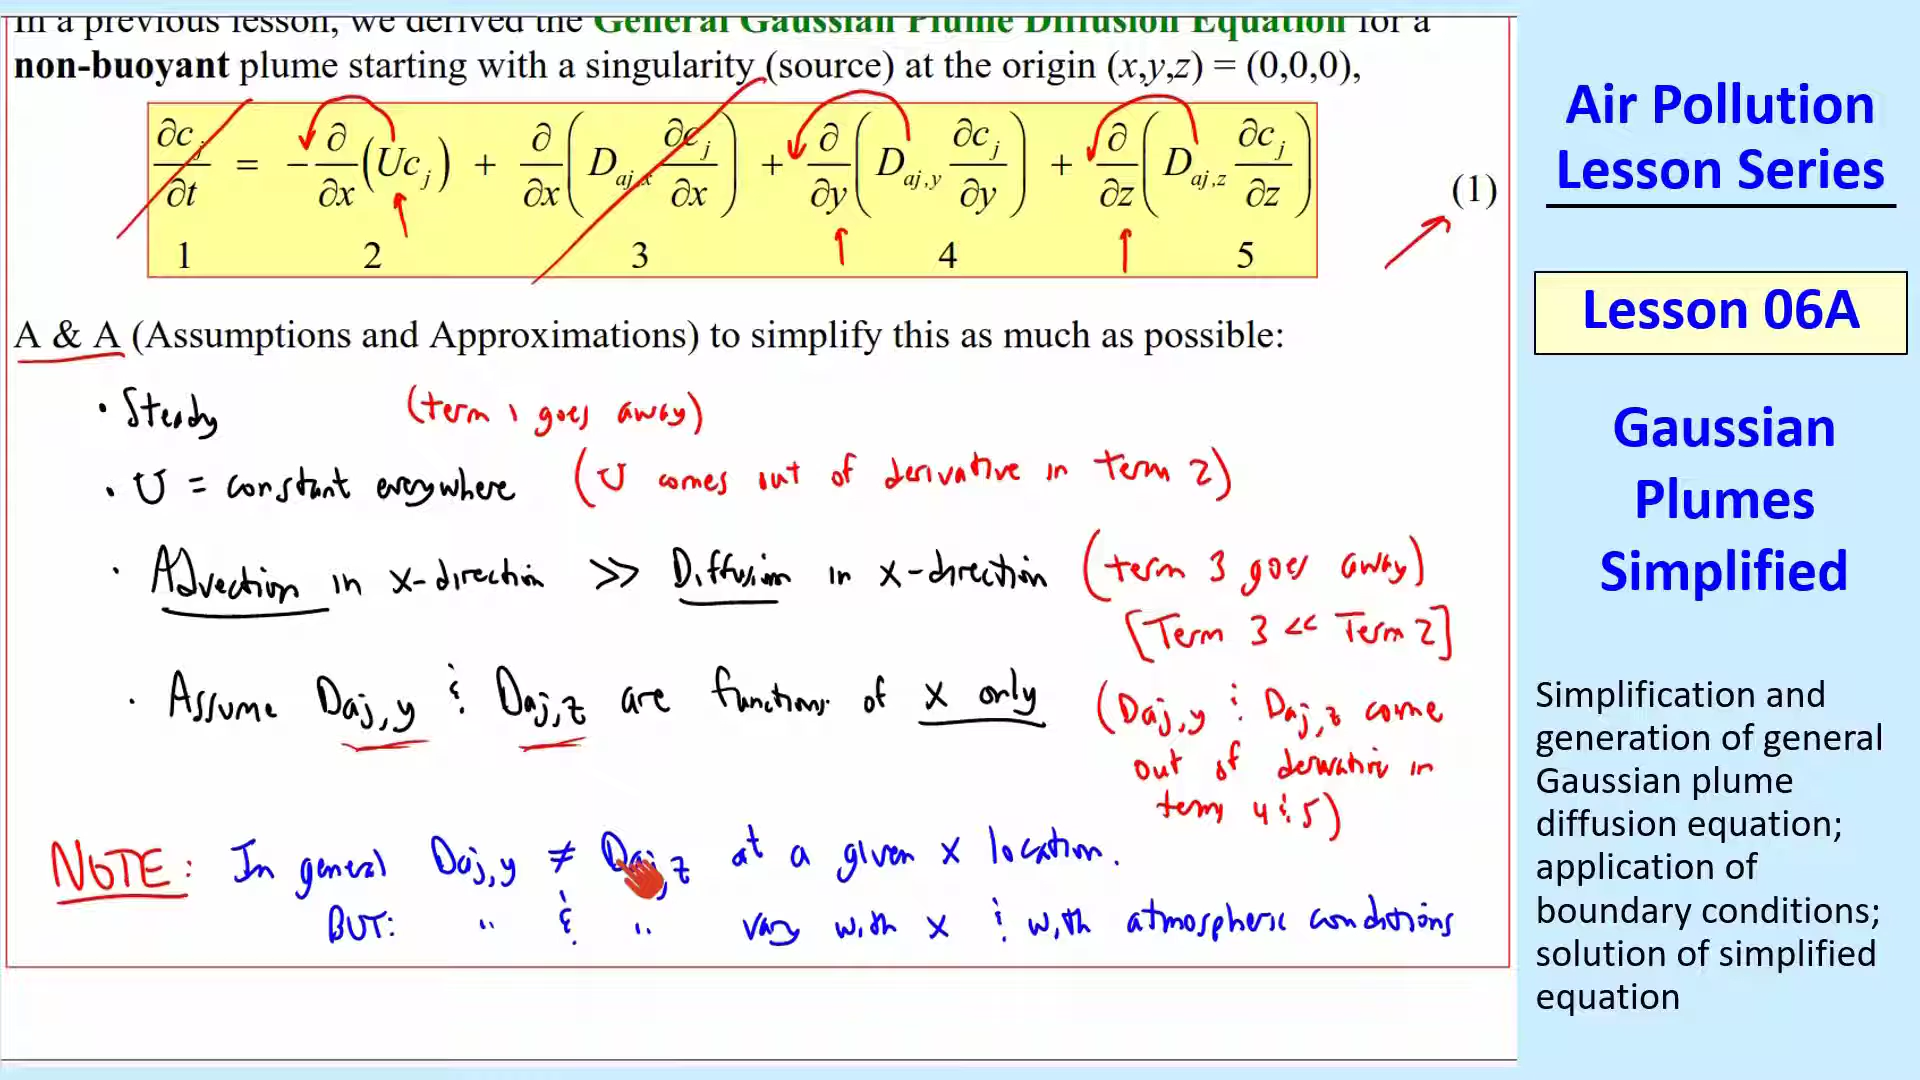 In a previous lesson, we derived the General Gaussian Plume Diffusion Equation for a
non-buoyant plume starting with a singularity (source) at the origin (x,y,z) = (0,0,0),
∂c_j/∂t = −∂/∂x(Uc_j) + ∂/∂x(D_aj,x ∂c_j/∂x) + ∂/∂y(D_aj,y ∂c_j/∂y) + ∂/∂z(D_aj,z ∂c_j/∂z) (1)
1 2 3 4 5
A & A (Assumptions and Approximations) to simplify this as much as possible:
• Steady (term 1 goes away)
• U = constant everywhere (U comes out of derivative in term 2)
• Advection in x-direction >> Diffusion in x-direction (term 3 goes away)
[Term 3 << Term 2]
• Assume Daj,y & Daj,z are functions of x only (Daj,y & Daj,z come
out of derivative in
terms 4 & 5)
NOTE: In general Daj,y ≠ Daj,z at a given x location.
BUT: " & " vary with x & with atmospheric conditions
Air Pollution
Lesson Series
Lesson 06A
Gaussian
Plumes
Simplified
Simplification and
generation of general
Gaussian plume
diffusion equation;
application of
boundary conditions;
solution of simplified
equation